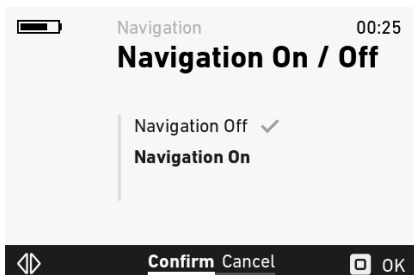 Navigation 00:25
Navigation On / Off
Navigation Off
Navigation On
Confirm Cancel OK